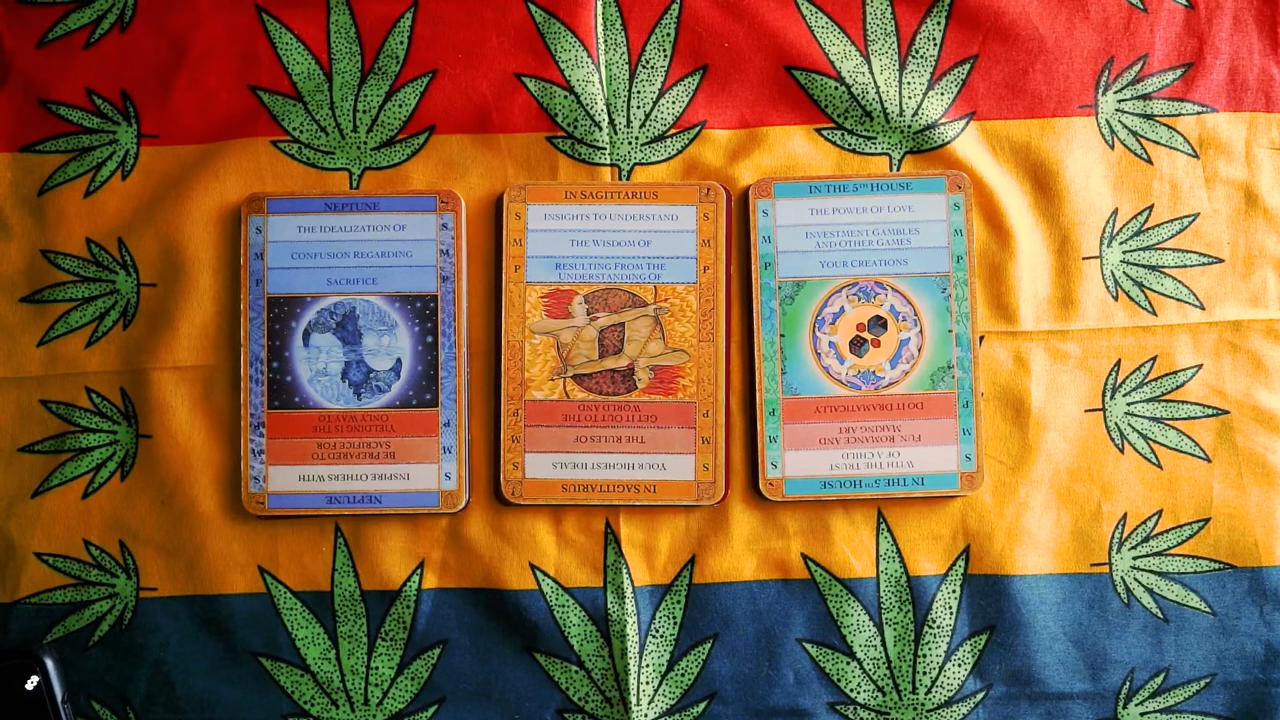 NEPTUNE
S THE IDEALIZATION OF S
M CONFUSION REGARDING M
P SACRIFICE P
YIELDING IS THE
ONLY WAY TO
P P
BE PREPARED TO
SACRIFICE FOR
M M
S INSPIRE OTHERS WITH S
NEPTUNE
IN SAGITTARIUS
S INSIGHTS TO UNDERSTAND S
M THE WISDOM OF M
P RESULTING FROM THE P
UNDERSTANDING OF
GET IT OUT TO THE
WORLD AND
P P
M THE RULES OF M
S YOUR HIGHEST IDEALS S
IN SAGITTARIUS
IN THE 5TH HOUSE
S THE POWER OF LOVE S
M INVESTMENT GAMBLES M
AND OTHER GAMES
P YOUR CREATIONS P
P DO IT DRAMATICALLY P
FUN, ROMANCE AND
MAKING ART
M M
WITH THE TRUST
OF A CHILD
S S
IN THE 5TH HOUSE